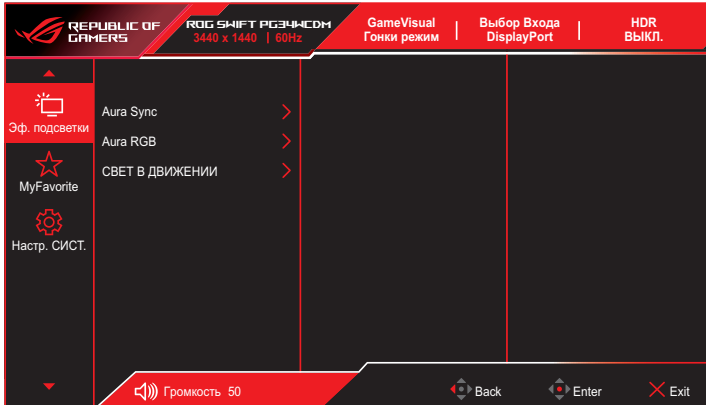 REPUBLIC OF
GAMERS
ROG SWIFT PG34WCDM
3440 x 1440 | 60Hz
GameVisual
Гонки режим
Выбор Входа
DisplayPort
HDR
ВЫКЛ.
Эф. подсветки
MyFavorite
Настр. СИСТ.
Aura Sync
Aura RGB
СВЕТ В ДВИЖЕНИИ
Громкость 50
Back
Enter
Exit